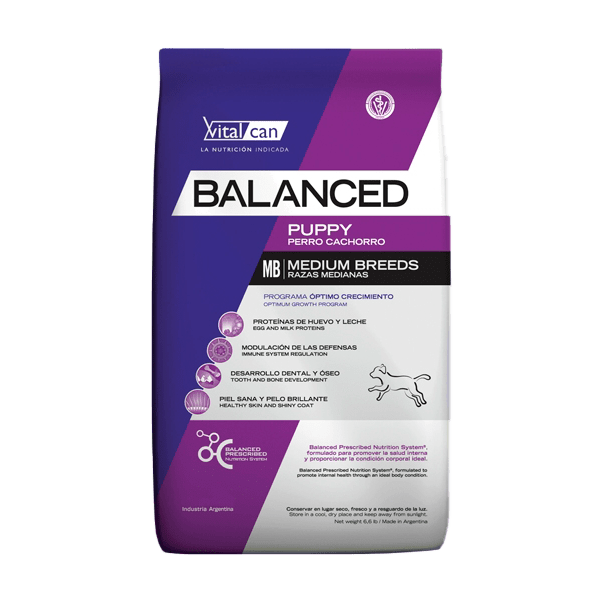 Vital can
LA NUTRICIÓN INDICADA
BALANCED
PUPPY
PERRO CACHORRO
MB MEDIUM BREEDS
RAZAS MEDIANAS
PROGRAMA ÓPTIMO CRECIMIENTO
OPTIMUM GROWTH PROGRAM
PROTEÍNAS DE HUEVO Y LECHE
EGG AND MILK PROTEINS
MODULACIÓN DE LAS DEFENSAS
IMMUNE SYSTEM REGULATION
DESARROLLO DENTAL Y ÓSEO
TOOTH AND BONE DEVELOPMENT
PIEL SANA Y PELO BRILLANTE
HEALTHY SKIN AND SHINY COAT
BALANCED
PRESCRIBED
NUTRITION SYSTEM
Balanced Prescribed Nutrition System®,
formulado para promover la salud interna
y proporcionar la condición corporal ideal.
Balanced Prescribed Nutrition System®, formulated to
promote internal health through an ideal body condition.
Industria Argentina
Conservar en lugar seco, fresco y a resguardo de la luz.
Store in a cool, dry place and keep away from sunlight.
Net weight 6,6 lb / Made in Argentina